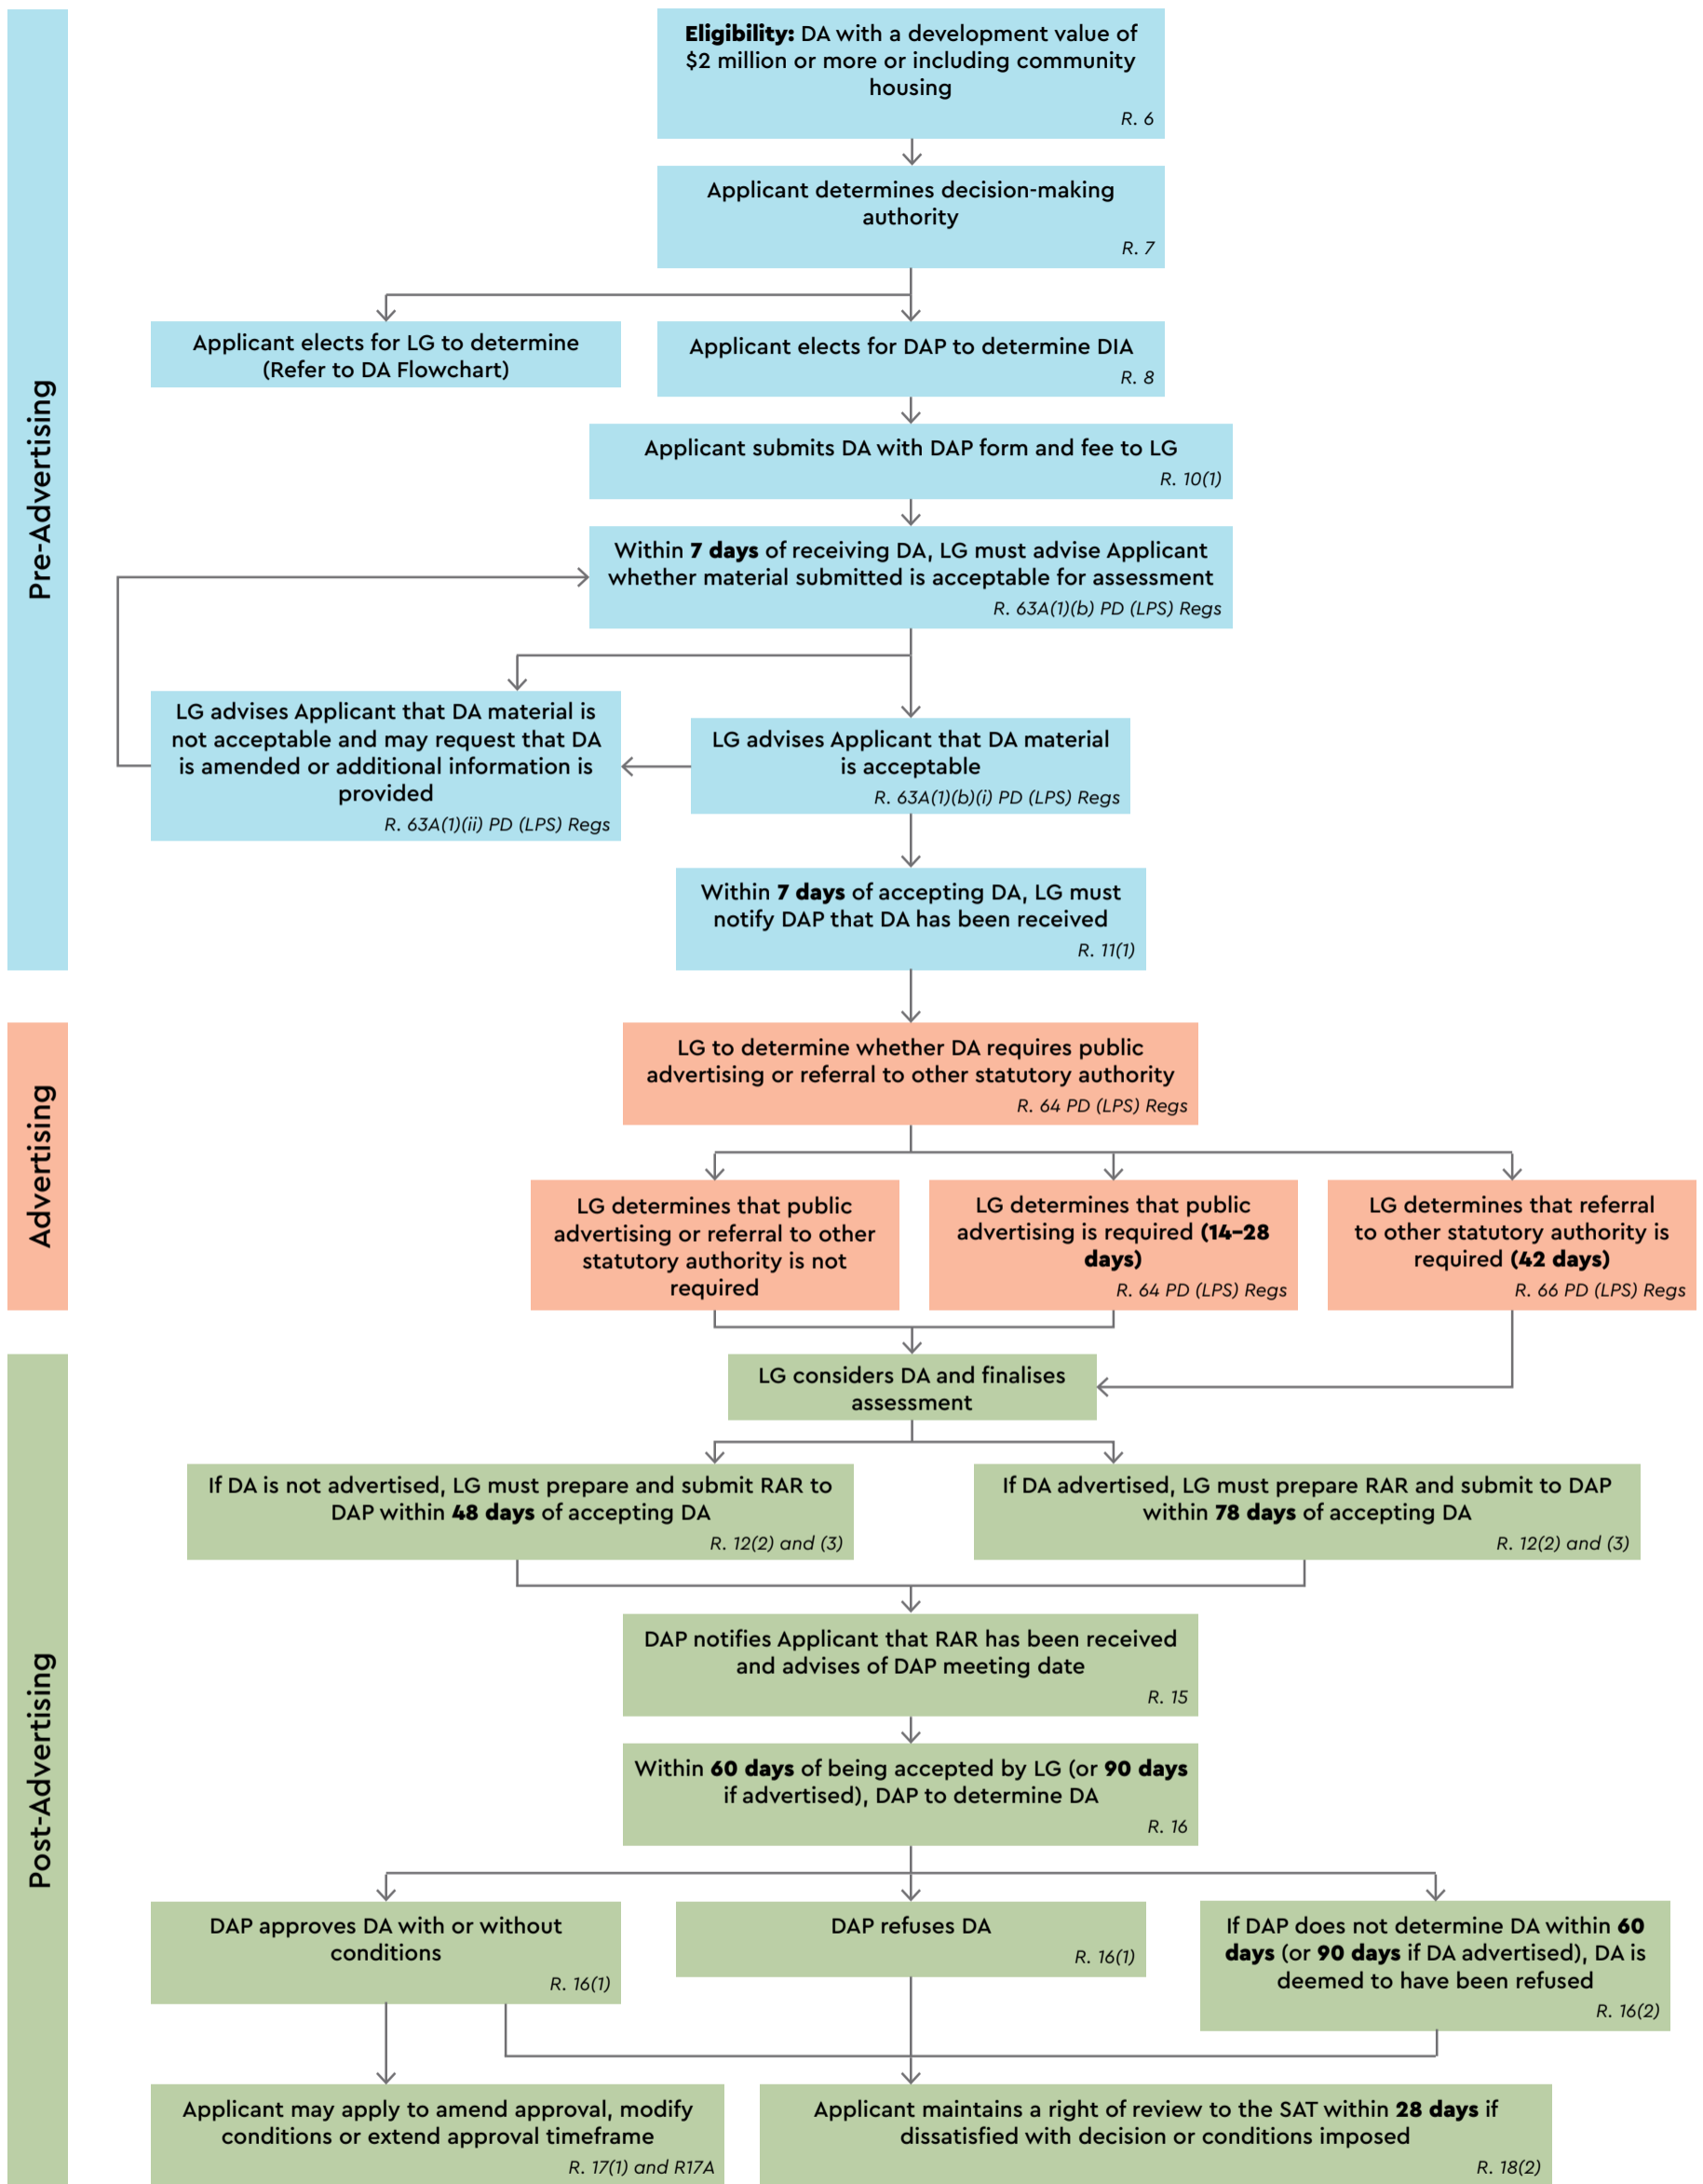 Pre-Advertising
Eligibility: DA with a development value of
$2 million or more or including community
housing
R. 6
Applicant determines decision-making
authority
R. 7
Applicant elects for LG to determine
(Refer to DA Flowchart)
Applicant elects for DAP to determine DIA
R. 8
Applicant submits DA with DAP form and fee to LG
R. 10(1)
Within 7 days of receiving DA, LG must advise Applicant
whether material submitted is acceptable for assessment
R. 63A(1)(b) PD (LPS) Regs
LG advises Applicant that DA material is
not acceptable and may request that DA
is amended or additional information is
provided
R. 63A(1)(ii) PD (LPS) Regs
LG advises Applicant that DA material
is acceptable
R. 63A(1)(b)(i) PD (LPS) Regs
Within 7 days of accepting DA, LG must
notify DAP that DA has been received
R. 11(1)
Advertising
LG to determine whether DA requires public
advertising or referral to other statutory authority
R. 64 PD (LPS) Regs
LG determines that public
advertising or referral to other
statutory authority is not
required
LG determines that public
advertising is required (14–28
days)
R. 64 PD (LPS) Regs
LG determines that referral
to other statutory authority is
required (42 days)
R. 66 PD (LPS) Regs
Post-Advertising
LG considers DA and finalises
assessment
If DA is not advertised, LG must prepare and submit RAR to
DAP within 48 days of accepting DA
R. 12(2) and (3)
If DA advertised, LG must prepare RAR and submit to DAP
within 78 days of accepting DA
R. 12(2) and (3)
DAP notifies Applicant that RAR has been received
and advises of DAP meeting date
R. 15
Within 60 days of being accepted by LG (or 90 days
if advertised), DAP to determine DA
R. 16
DAP approves DA with or without
conditions
R. 16(1)
DAP refuses DA
R. 16(1)
If DAP does not determine DA within 60
days (or 90 days if DA advertised), DA is
deemed to have been refused
R. 16(2)
Applicant may apply to amend approval, modify
conditions or extend approval timeframe
R. 17(1) and R17A
Applicant maintains a right of review to the SAT within 28 days if
dissatisfied with decision or conditions imposed
R. 18(2)